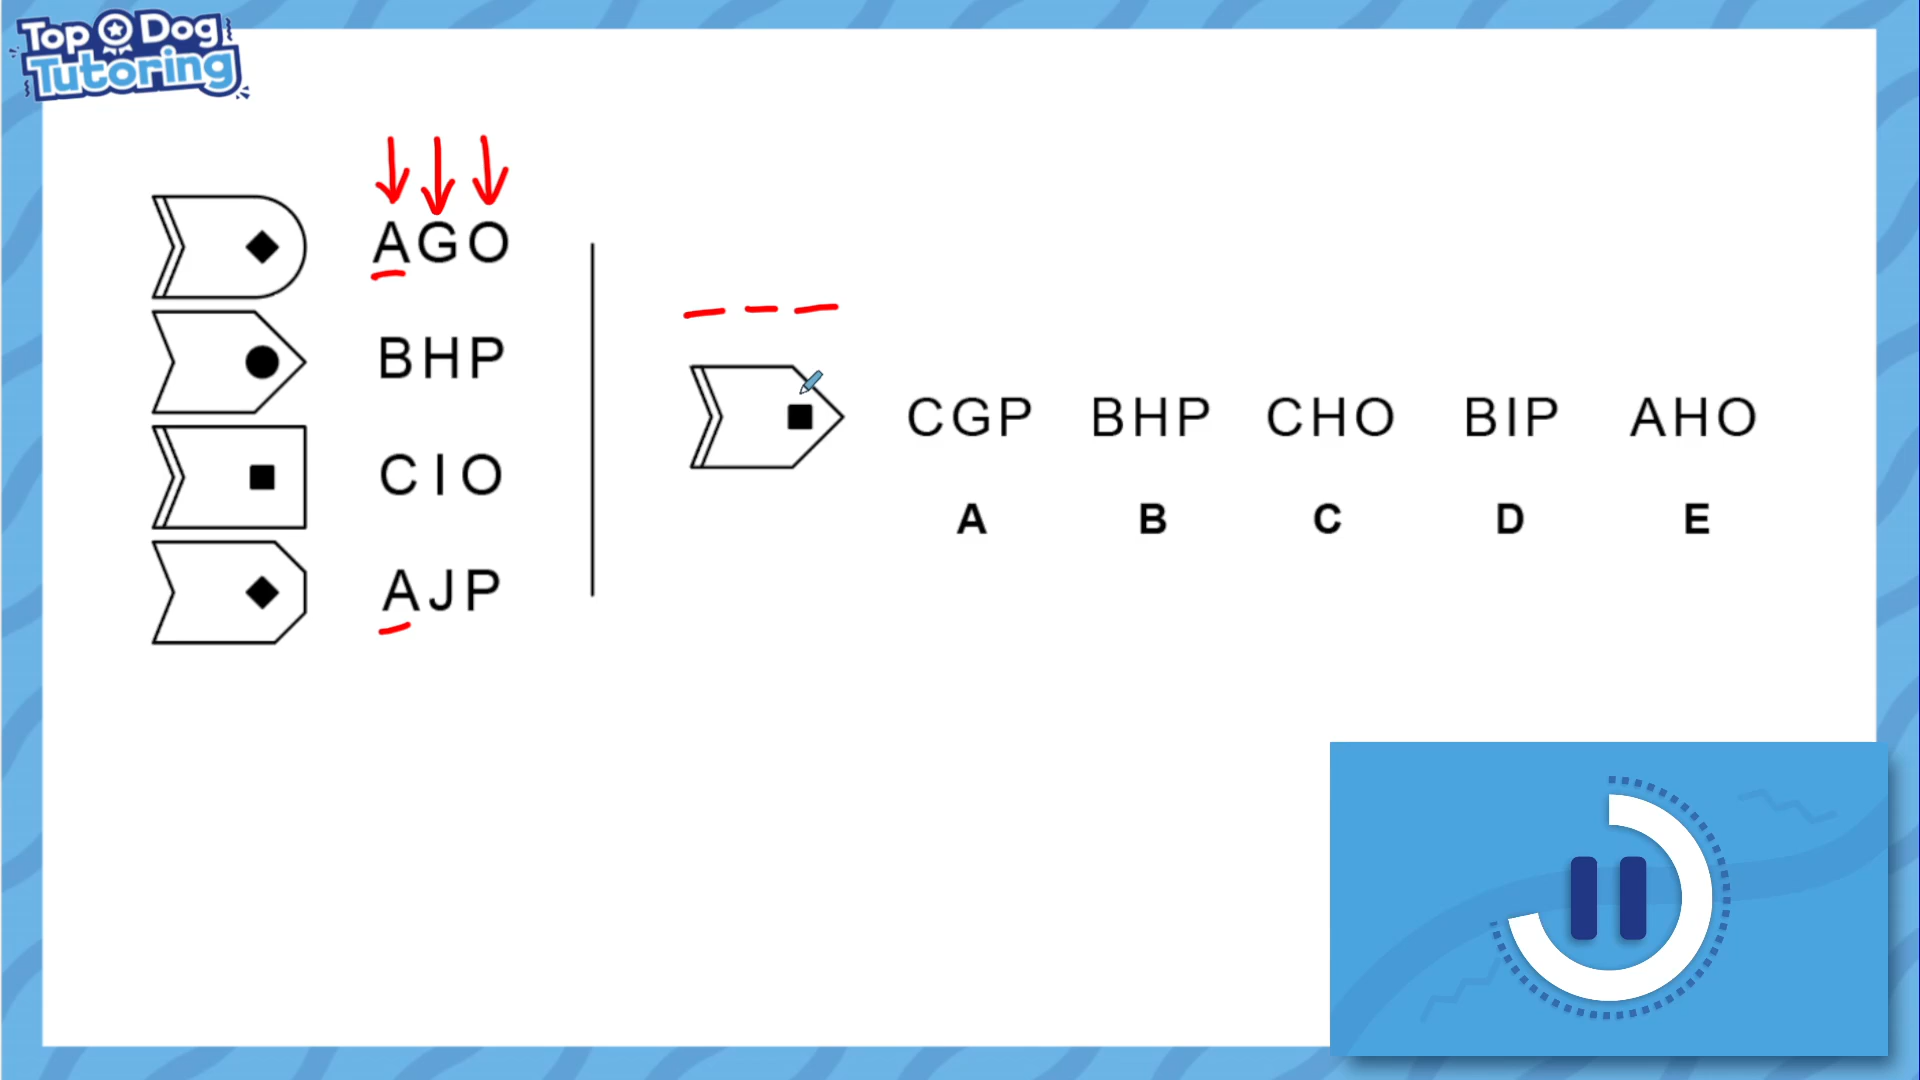 Top Dog
Tutoring
AGO
BHP
CIO
AJP
CGP BHP CHO BIP AHO
A B C D E